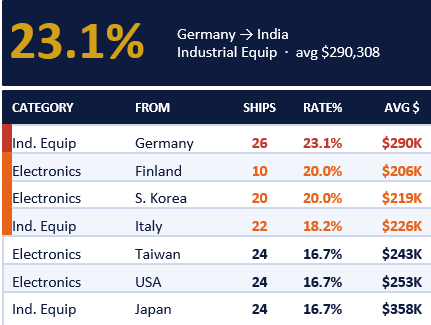 23.1%
Germany → India
Industrial Equip · avg $290,308
CATEGORY FROM SHIPS RATE% AVG $
Ind. Equip Germany 26 23.1% $290K
Electronics Finland 10 20.0% $206K
Electronics S. Korea 20 20.0% $219K
Ind. Equip Italy 22 18.2% $226K
Electronics Taiwan 24 16.7% $243K
Electronics USA 24 16.7% $253K
Ind. Equip Japan 24 16.7% $358K